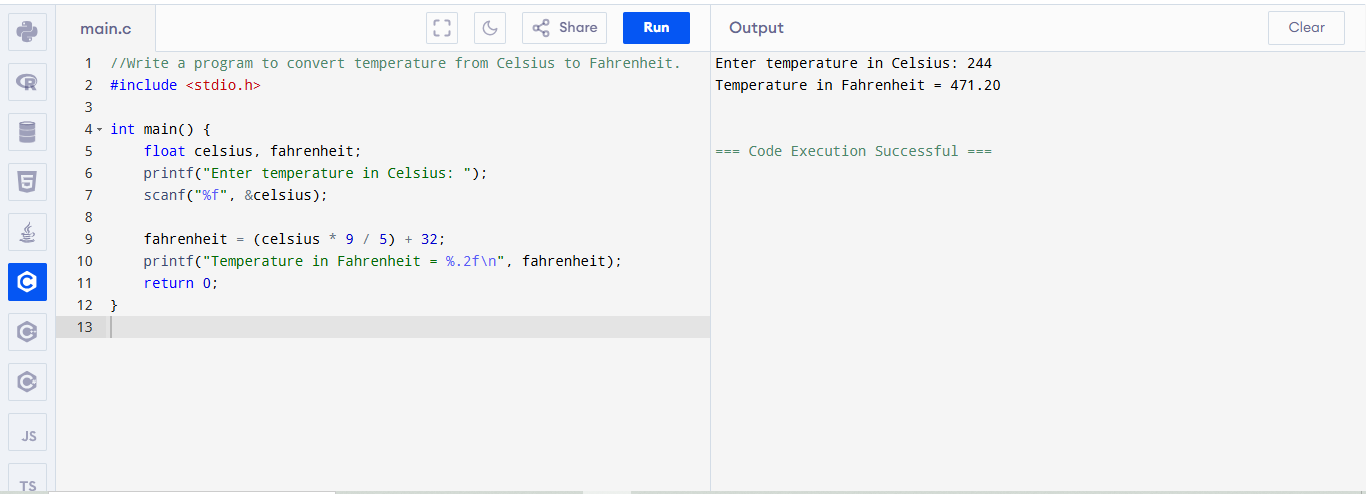 main.c
Share
Run
Output
Clear
1 //Write a program to convert temperature from Celsius to Fahrenheit.
2 #include <stdio.h>
3
4 int main() {
5     float celsius, fahrenheit;
6     printf("Enter temperature in Celsius: ");
7     scanf("%f", &celsius);
8
9     fahrenheit = (celsius * 9 / 5) + 32;
10     printf("Temperature in Fahrenheit = %.2f\n", fahrenheit);
11     return 0;
12 }
13
Enter temperature in Celsius: 244
Temperature in Fahrenheit = 471.20
=== Code Execution Successful ===
R
5
C
C
C
JS
TS